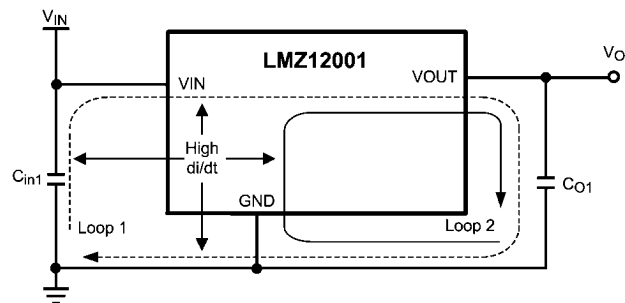 VIN
LMZ12001
VO
VIN
VOUT
High
di/dt
Cin1
CO1
GND
Loop 1
Loop 2